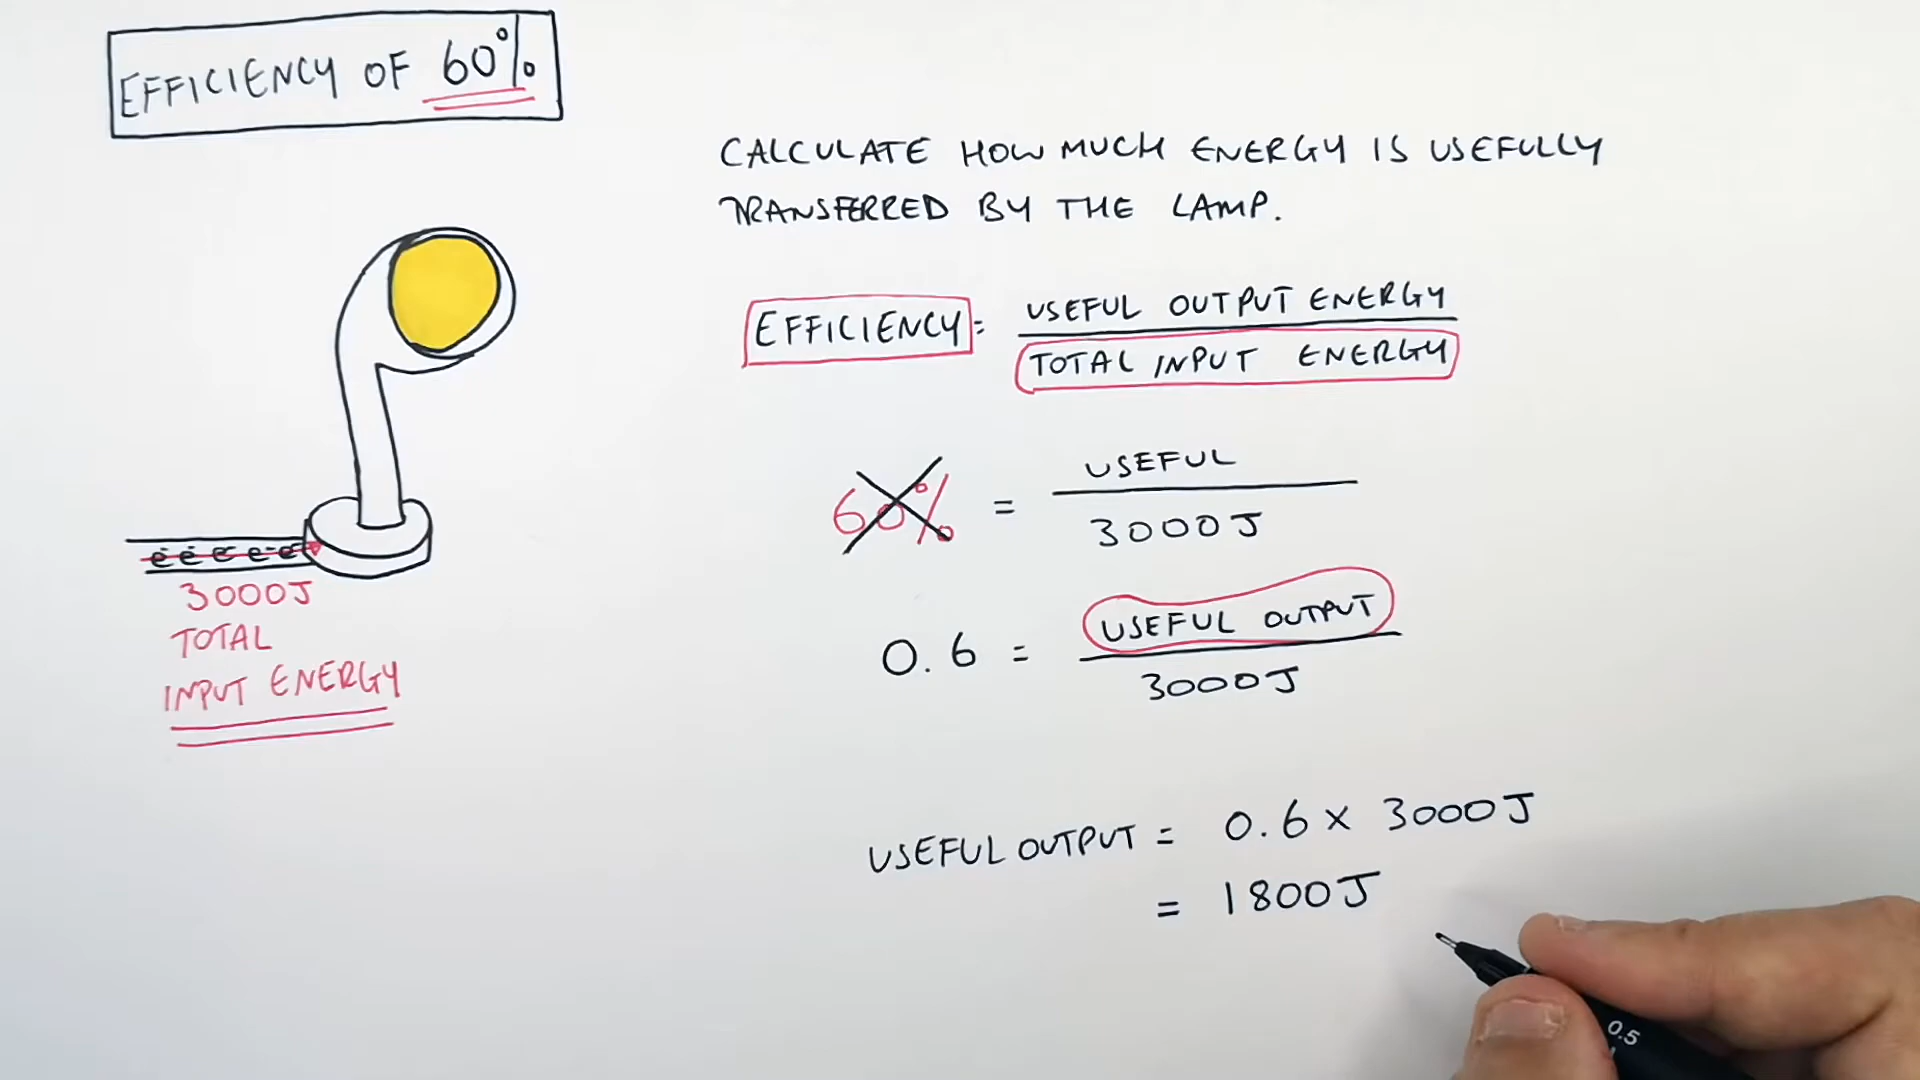 EFFICIENCY OF 60%
CALCULATE HOW MUCH ENERGY IS USEFULLY
TRANSFERRED BY THE LAMP.
EFFICIENCY = USEFUL OUTPUT ENERGY
TOTAL INPUT ENERGY
60% = USEFUL
3000J
0.6 = USEFUL OUTPUT
3000J
e⁻ e⁻ e⁻ e⁻ e⁻
3000J
TOTAL
INPUT ENERGY
USEFUL OUTPUT = 0.6 x 3000J
= 1800J
0.5